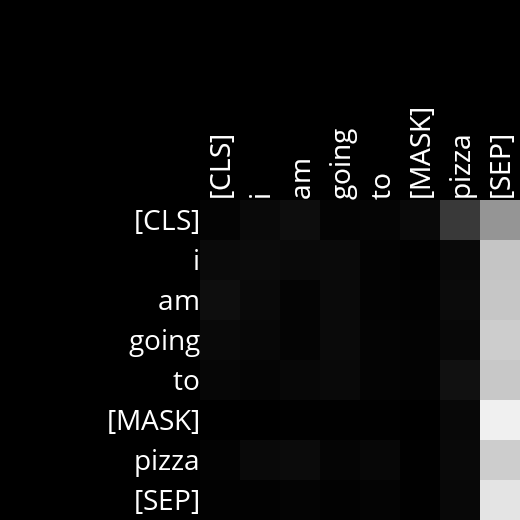 [CLS] i am going to [MASK] pizza [SEP]
[CLS]
i
am
going
to
[MASK]
pizza
[SEP]